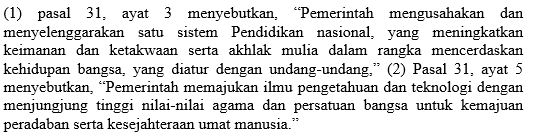 (1) pasal 31, ayat 3 menyebutkan, “Pemerintah mengusahakan dan
menyelenggarakan satu sistem Pendidikan nasional, yang meningkatkan
keimanan dan ketakwaan serta akhlak mulia dalam rangka mencerdaskan
kehidupan bangsa, yang diatur dengan undang-undang,” (2) Pasal 31, ayat 5
menyebutkan, “Pemerintah memajukan ilmu pengetahuan dan teknologi dengan
menjungjung tinggi nilai-nilai agama dan persatuan bangsa untuk kemajuan
peradaban serta kesejahteraan umat manusia.”